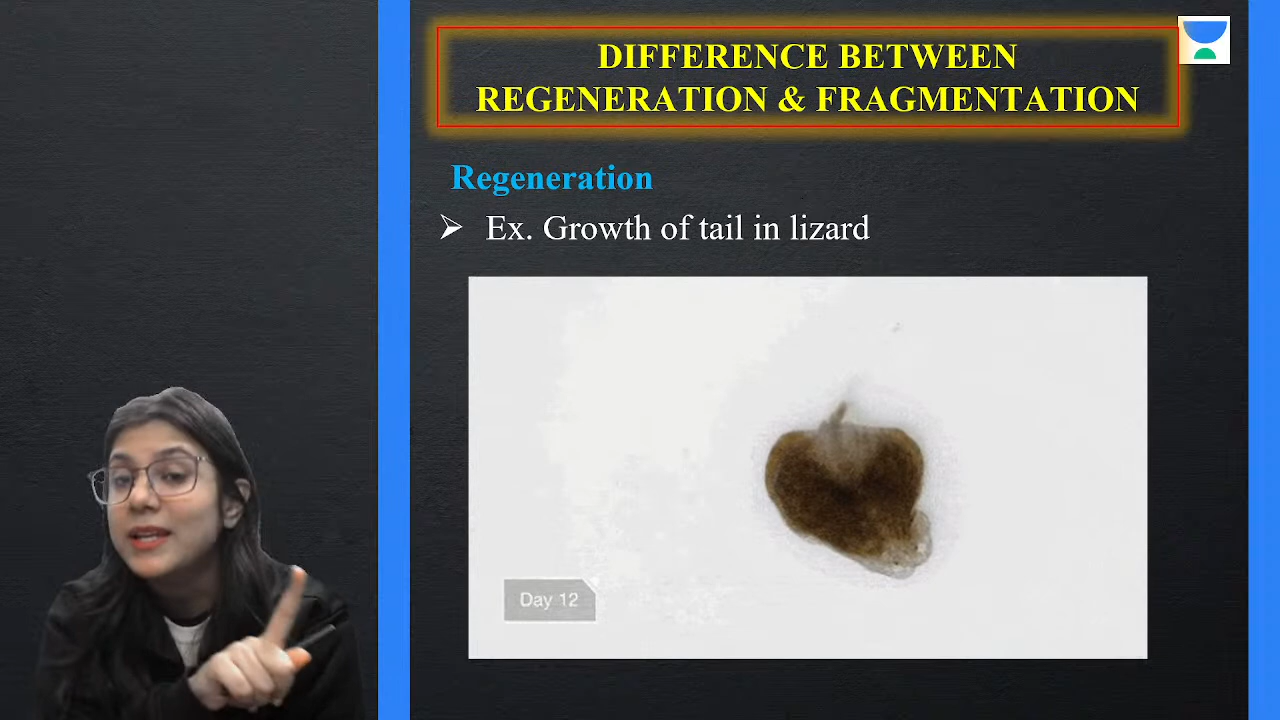 DIFFERENCE BETWEEN
REGENERATION & FRAGMENTATION
Regeneration
➢ Ex. Growth of tail in lizard
Day 12